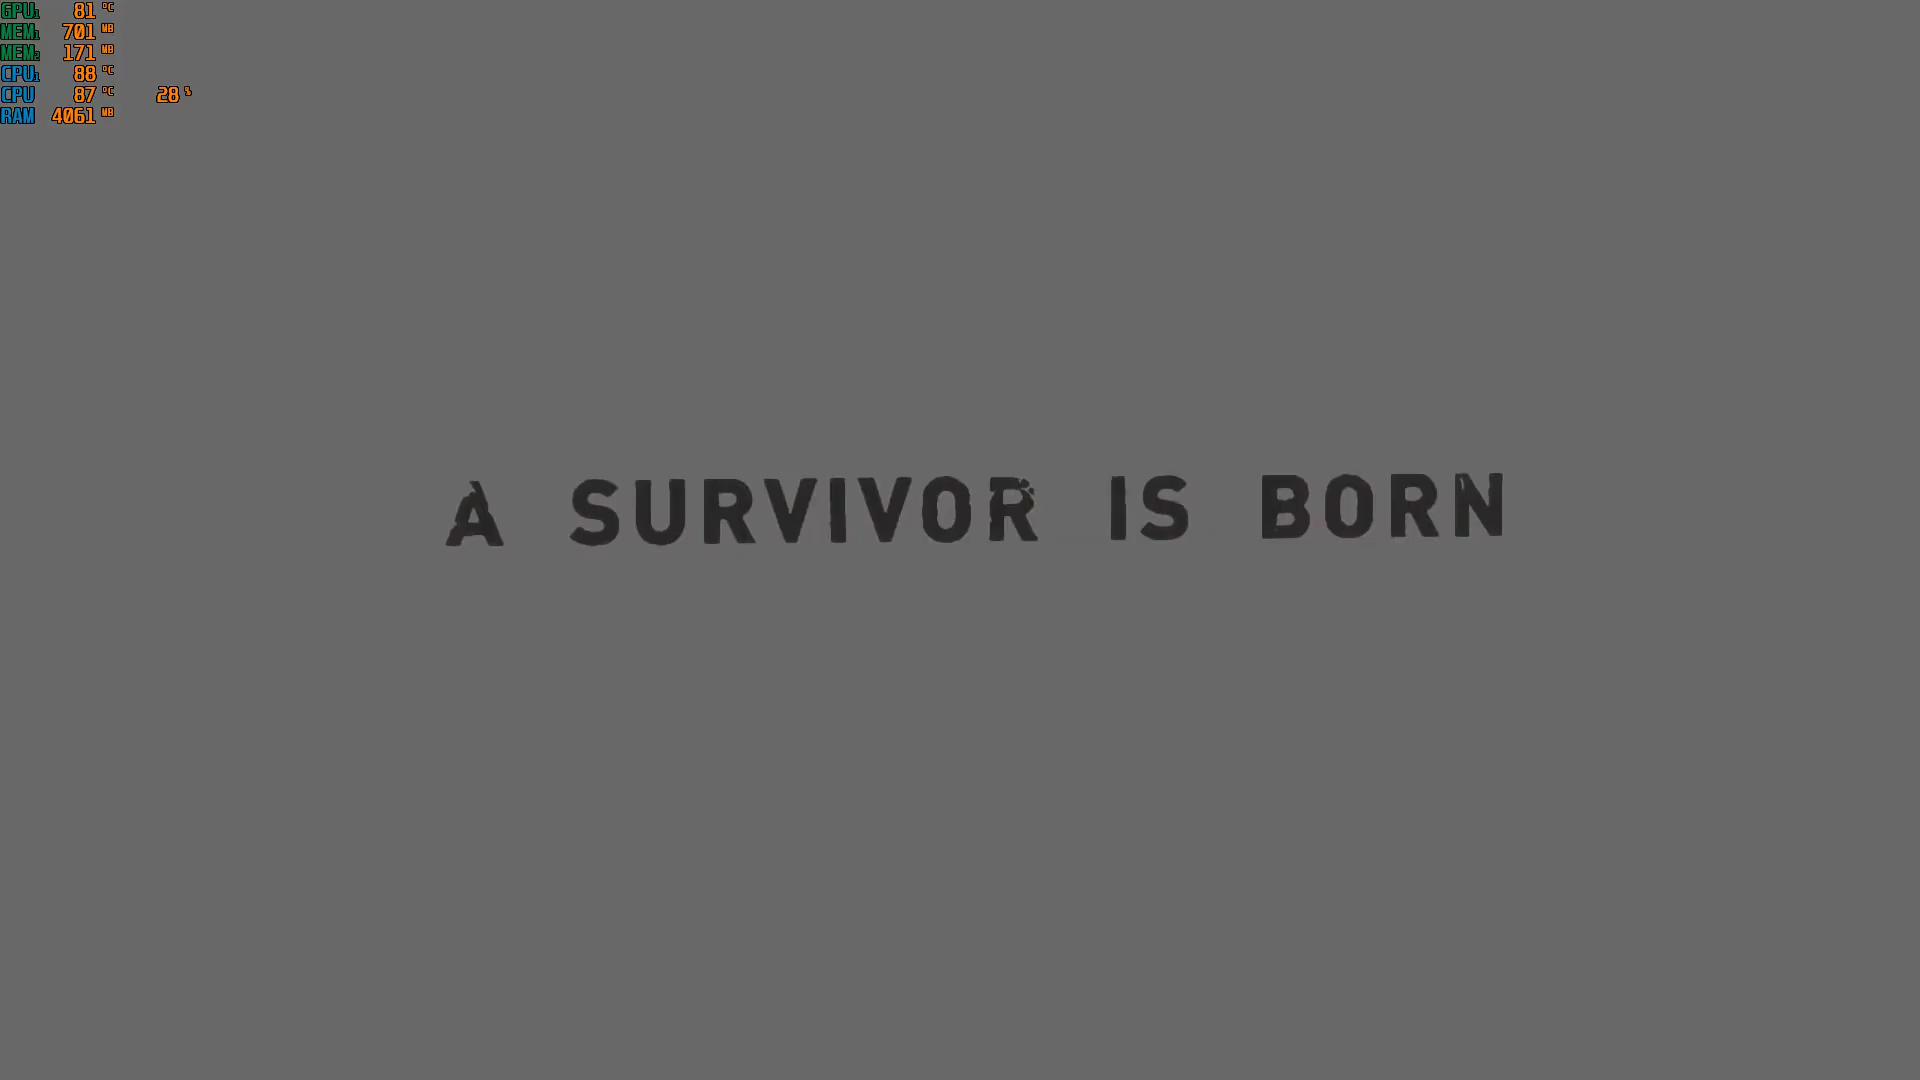 GPU1 81 °C
MEM1 701 MB
MEM2 171 MB
CPU1 88 °C
CPU 87 °C 28 %
RAM 4061 MB
A SURVIVOR IS BORN